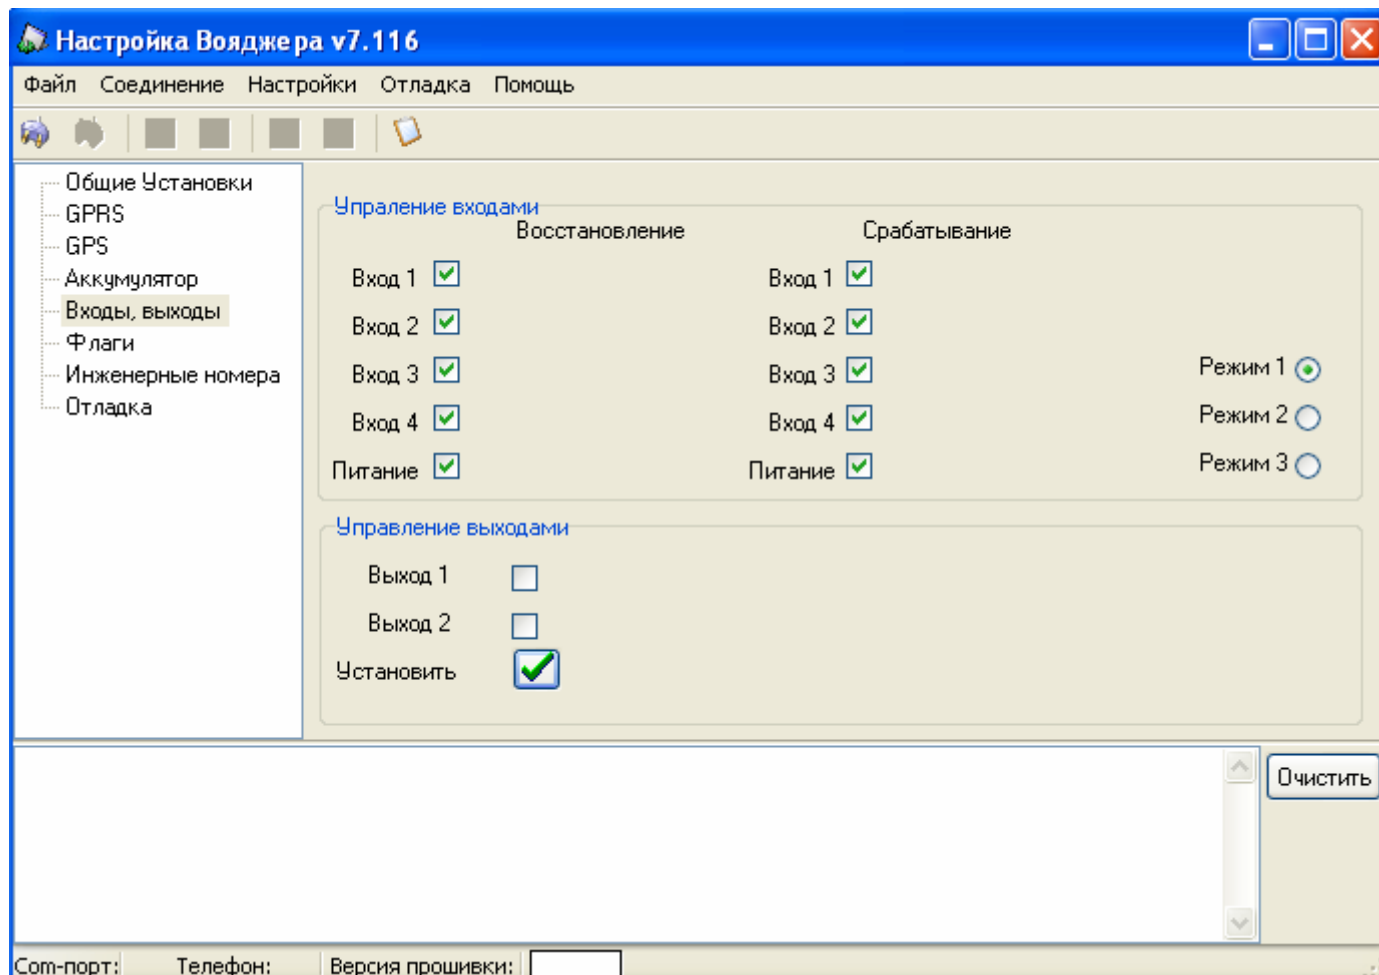 Настройка Вояджера v7.116
Файл Соединение Настройки Отладка Помощь
Общие Установки
GPRS
GPS
Аккумулятор
Входы, выходы
Флаги
Инженерные номера
Отладка
Упраление входами
Восстановление Срабатывание
Вход 1 Вход 1
Вход 2 Вход 2
Вход 3 Вход 3 Режим 1
Вход 4 Вход 4 Режим 2
Питание Питание Режим 3
Управление выходами
Выход 1
Выход 2
Установить
Очистить
Com-порт: Телефон: Версия прошивки: